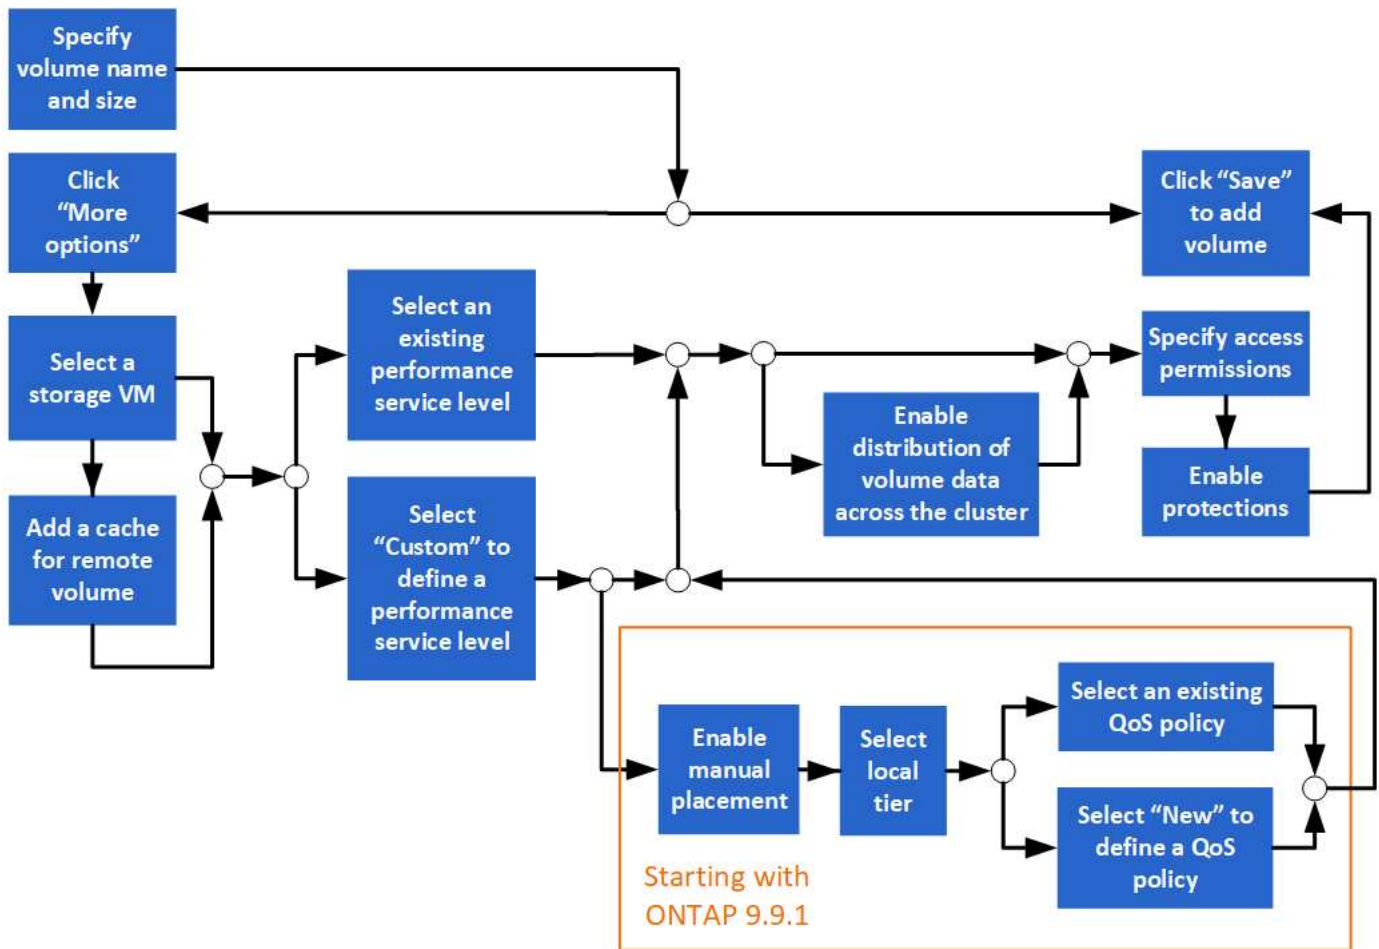 Specify
volume name
and size
Click
“More
options”
Click “Save”
to add
volume
Select a
storage VM
Select an
existing
performance
service level
Specify access
permissions
Enable
distribution of
volume data
across the cluster
Enable
protections
Add a cache
for remote
volume
Select
“Custom” to
define a
performance
service level
Enable
manual
placement
Select
local
tier
Select an existing
QoS policy
Select “New” to
define a QoS
policy
Starting with
ONTAP 9.9.1